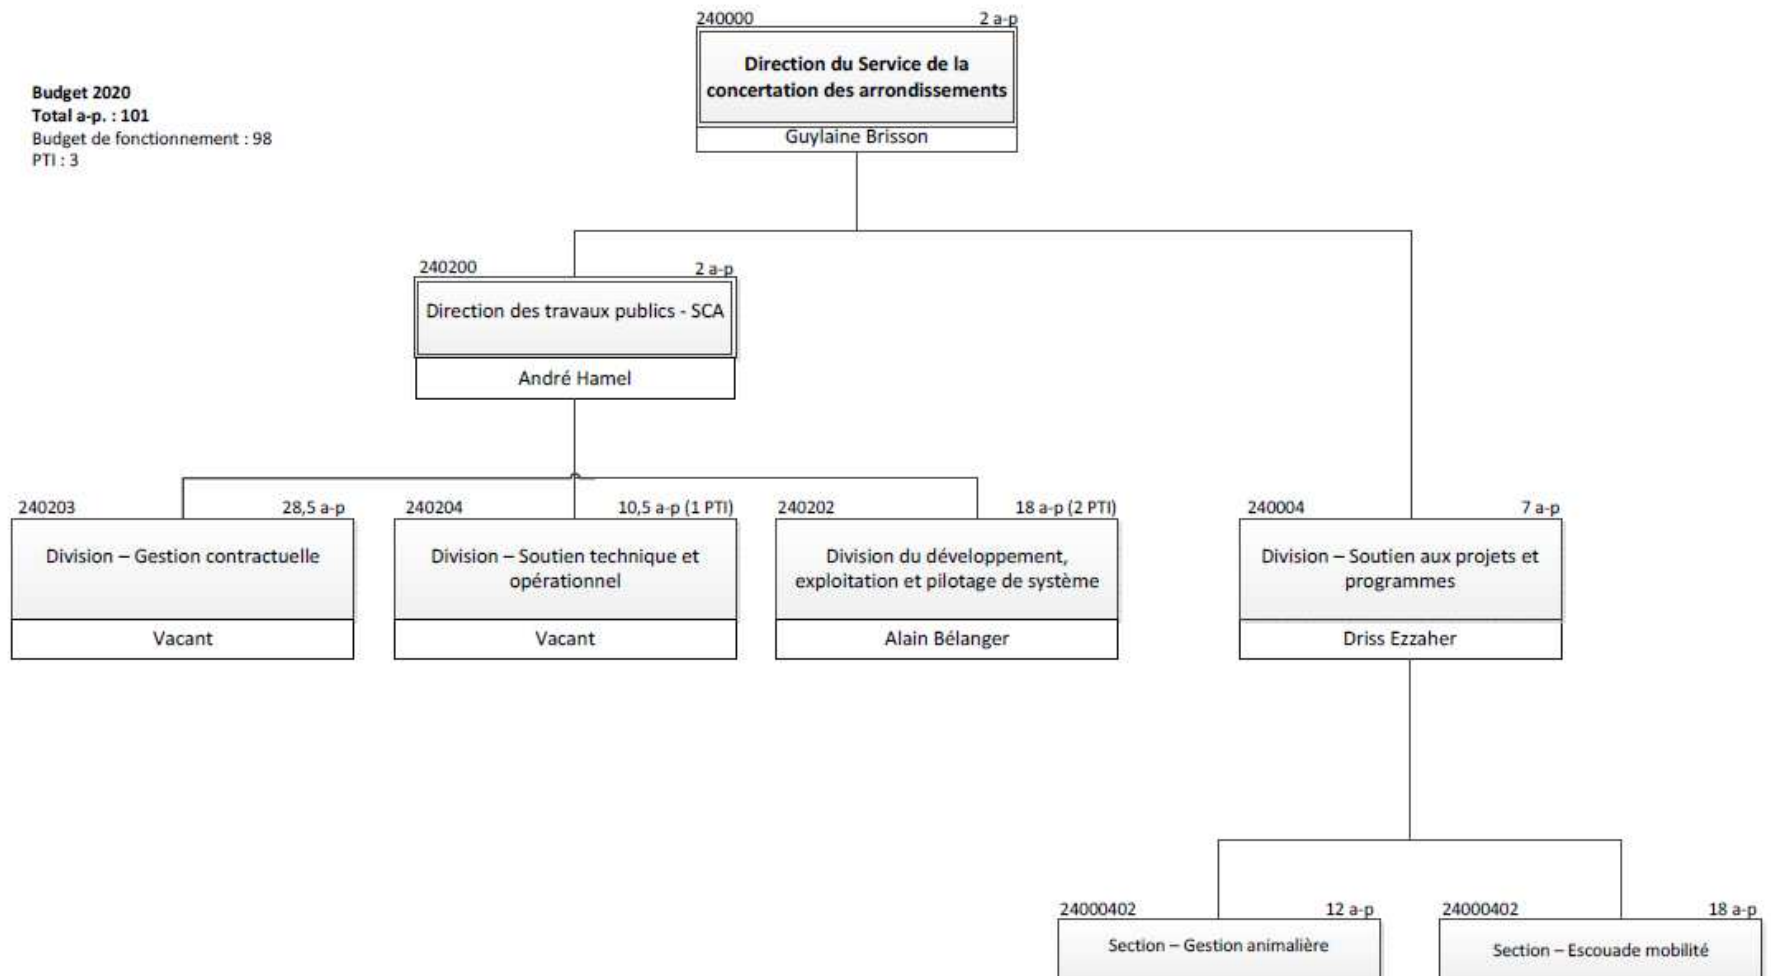 240000 2 a-p
Direction du Service de la
concertation des arrondissements
Guylaine Brisson
Budget 2020
Total a-p. : 101
Budget de fonctionnement : 98
PTI : 3
240200 2 a-p
Direction des travaux publics - SCA
André Hamel
240203 28,5 a-p
Division – Gestion contractuelle
Vacant
240204 10,5 a-p (1 PTI)
Division – Soutien technique et
opérationnel
Vacant
240202 18 a-p (2 PTI)
Division du développement,
exploitation et pilotage de système
Alain Bélanger
240004 7 a-p
Division – Soutien aux projets et
programmes
Driss Ezzaher
24000402 12 a-p
Section – Gestion animalière
24000402 18 a-p
Section – Escouade mobilité